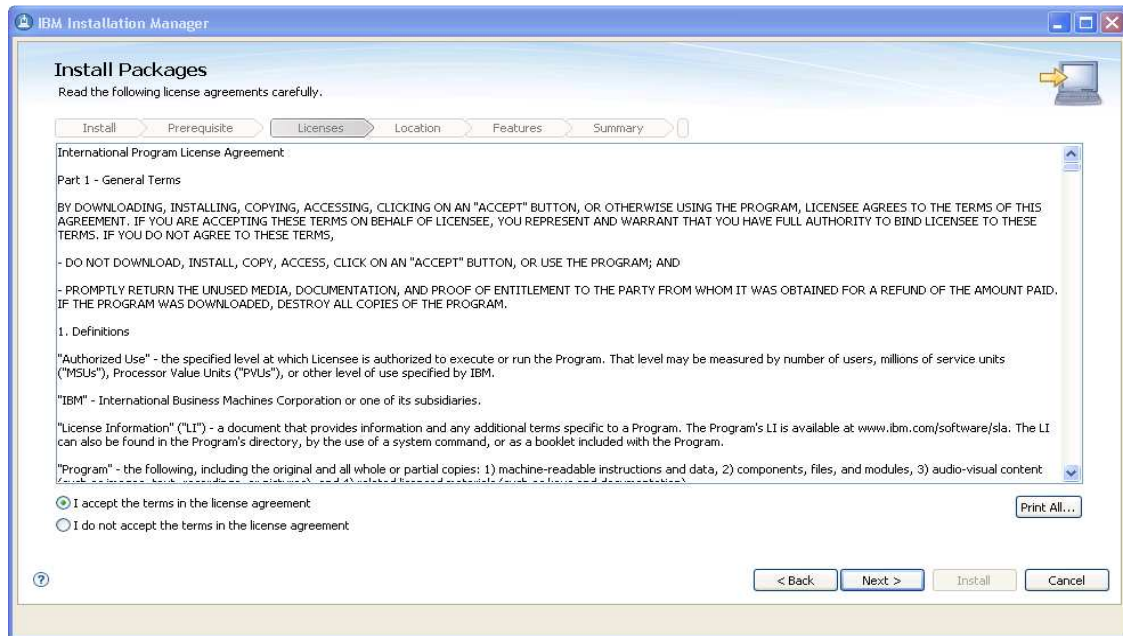 IBM Installation Manager
Install Packages
Read the following license agreements carefully.
Install Prerequisite Licenses Location Features Summary
International Program License Agreement
Part 1 - General Terms
BY DOWNLOADING, INSTALLING, COPYING, ACCESSING, CLICKING ON AN "ACCEPT" BUTTON, OR OTHERWISE USING THE PROGRAM, LICENSEE AGREES TO THE TERMS OF THIS
AGREEMENT. IF YOU ARE ACCEPTING THESE TERMS ON BEHALF OF LICENSEE, YOU REPRESENT AND WARRANT THAT YOU HAVE FULL AUTHORITY TO BIND LICENSEE TO THESE
TERMS. IF YOU DO NOT AGREE TO THESE TERMS,
- DO NOT DOWNLOAD, INSTALL, COPY, ACCESS, CLICK ON AN "ACCEPT" BUTTON, OR USE THE PROGRAM; AND
- PROMPTLY RETURN THE UNUSED MEDIA, DOCUMENTATION, AND PROOF OF ENTITLEMENT TO THE PARTY FROM WHOM IT WAS OBTAINED FOR A REFUND OF THE AMOUNT PAID.
IF THE PROGRAM WAS DOWNLOADED, DESTROY ALL COPIES OF THE PROGRAM.
1. Definitions
"Authorized Use" - the specified level at which Licensee is authorized to execute or run the Program. That level may be measured by number of users, millions of service units
("MSUs"), Processor Value Units ("PVUs"), or other level of use specified by IBM.
"IBM" - International Business Machines Corporation or one of its subsidiaries.
"License Information" ("LI") - a document that provides information and any additional terms specific to a Program. The Program's LI is available at www.ibm.com/software/sla. The LI
can also be found in the Program's directory, by the use of a system command, or as a booklet included with the Program.
"Program" - the following, including the original and all whole or partial copies: 1) machine-readable instructions and data, 2) components, files, and modules, 3) audio-visual content
I accept the terms in the license agreement
Print All...
I do not accept the terms in the license agreement
?
< Back Next > Install Cancel